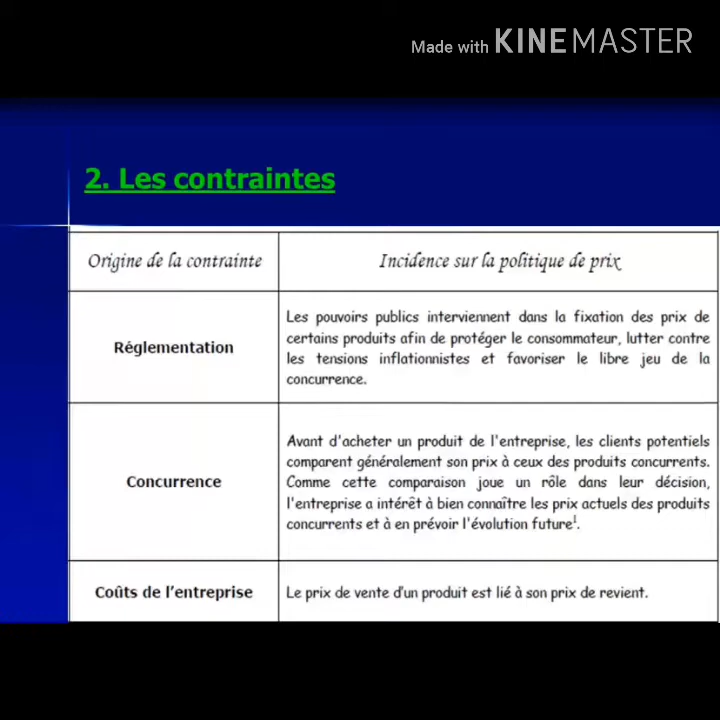 Made with KINEMASTER
2. Les contraintes
Origine de la contrainte
Incidence sur la politique de prix
Réglementation
Les pouvoirs publics interviennent dans la fixation des prix de
certains produits afin de protéger le consommateur, lutter contre
les tensions inflationnistes et favoriser le libre jeu de la
concurrence.
Concurrence
Avant d'acheter un produit de l'entreprise, les clients potentiels
comparent généralement son prix à ceux des produits concurrents.
Comme cette comparaison joue un rôle dans leur décision,
l'entreprise a intérêt à bien connaître les prix actuels des produits
concurrents et à en prévoir l'évolution future¹.
Coûts de l'entreprise
Le prix de vente d'un produit est lié à son prix de revient.